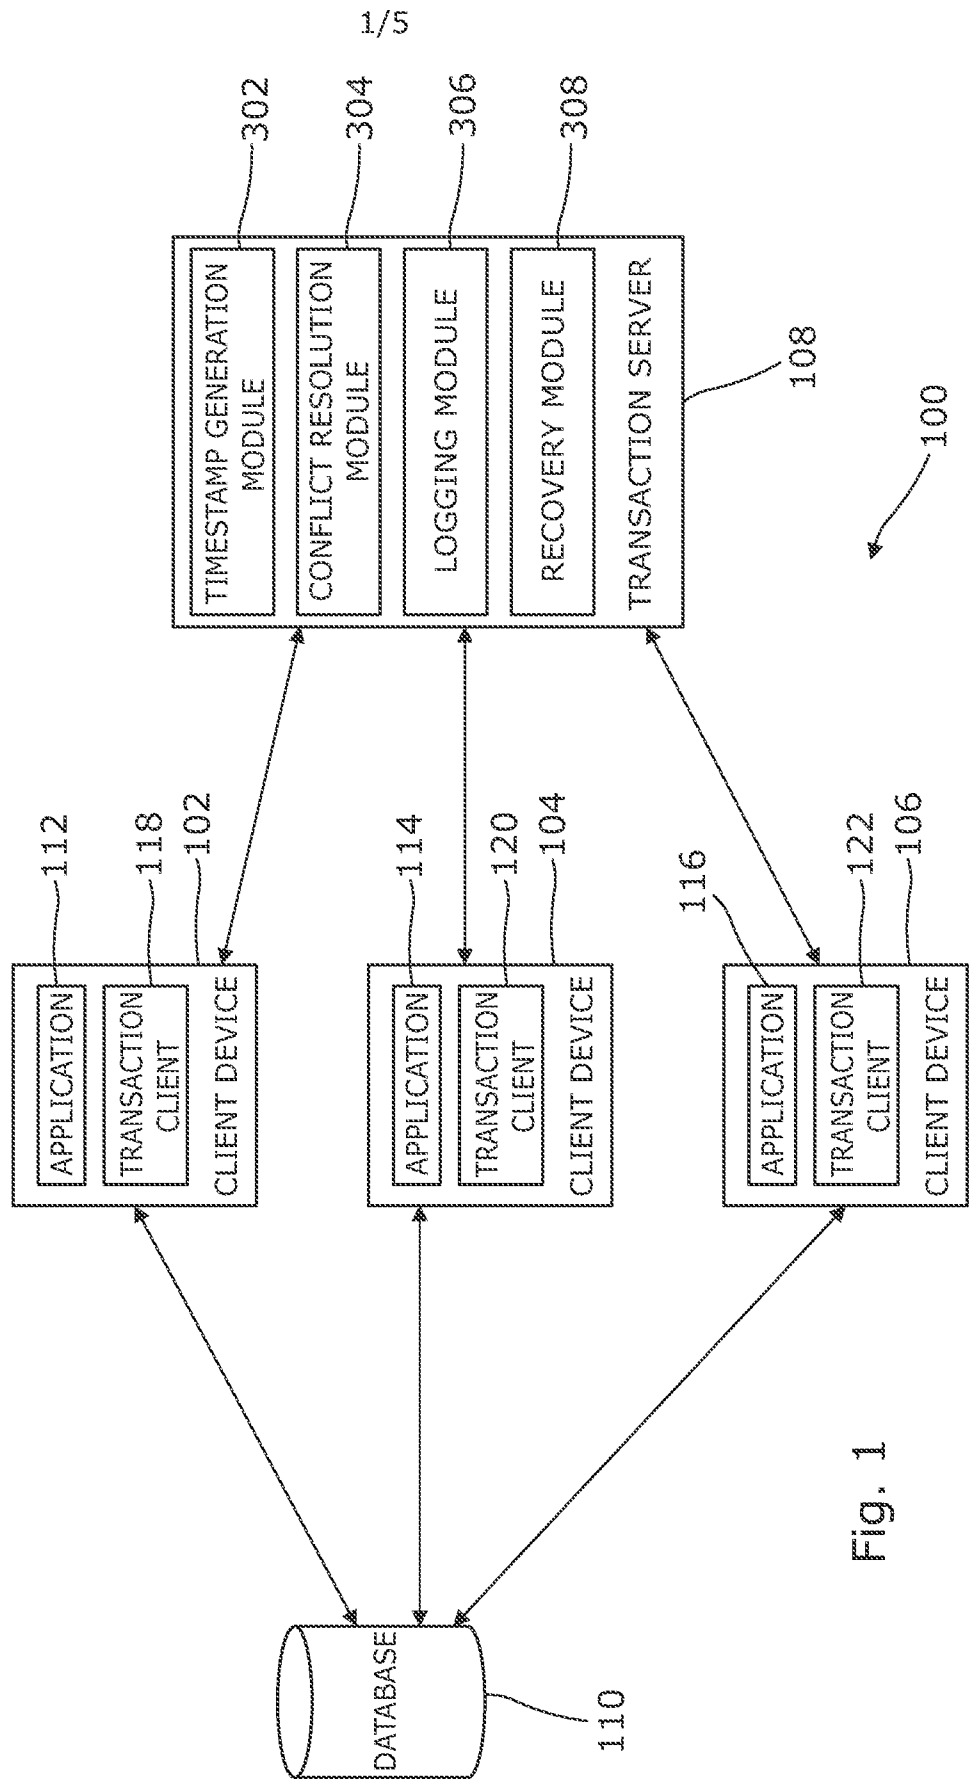 1/5
112
APPLICATION
118
TRANSACTION
CLIENT
102
CLIENT DEVICE
114
APPLICATION
120
TRANSACTION
CLIENT
104
CLIENT DEVICE
116
APPLICATION
122
TRANSACTION
CLIENT
106
CLIENT DEVICE
302
TIMESTAMP GENERATION
MODULE
304
CONFLICT RESOLUTION
MODULE
306
LOGGING MODULE
308
RECOVERY MODULE
TRANSACTION SERVER
108
100
DATABASE
110
Fig. 1